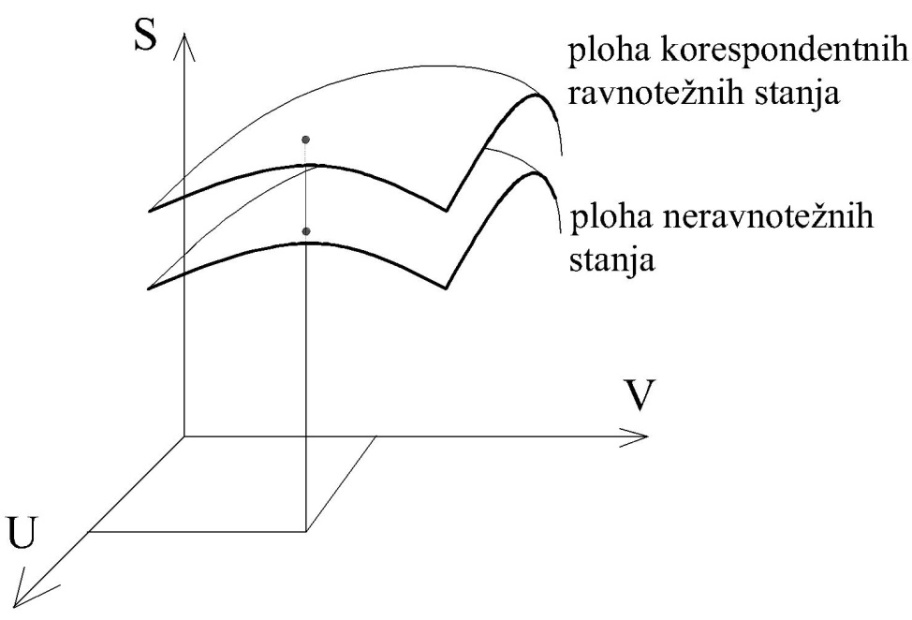 S
ploha korespondentnih
ravnotežnih stanja
ploha neravnotežnih
stanja
V
U